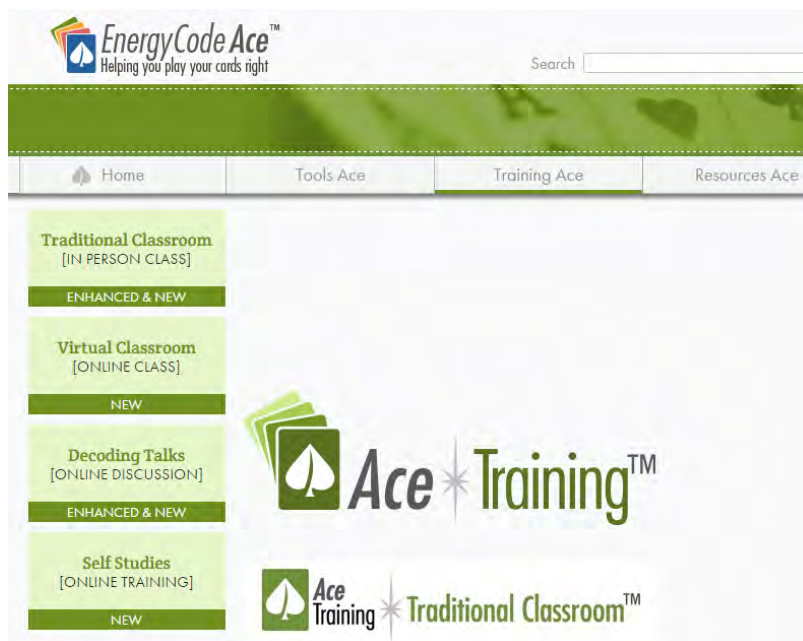 EnergyCode Ace™
Helping you play your cards right
Search
Home
Tools Ace
Training Ace
Resources Ace
Traditional Classroom
[IN PERSON CLASS]
ENHANCED & NEW
Virtual Classroom
[ONLINE CLASS]
NEW
Decoding Talks
[ONLINE DISCUSSION]
ENHANCED & NEW
Self Studies
[ONLINE TRAINING]
NEW
Ace Training™
Ace
Training Traditional Classroom™